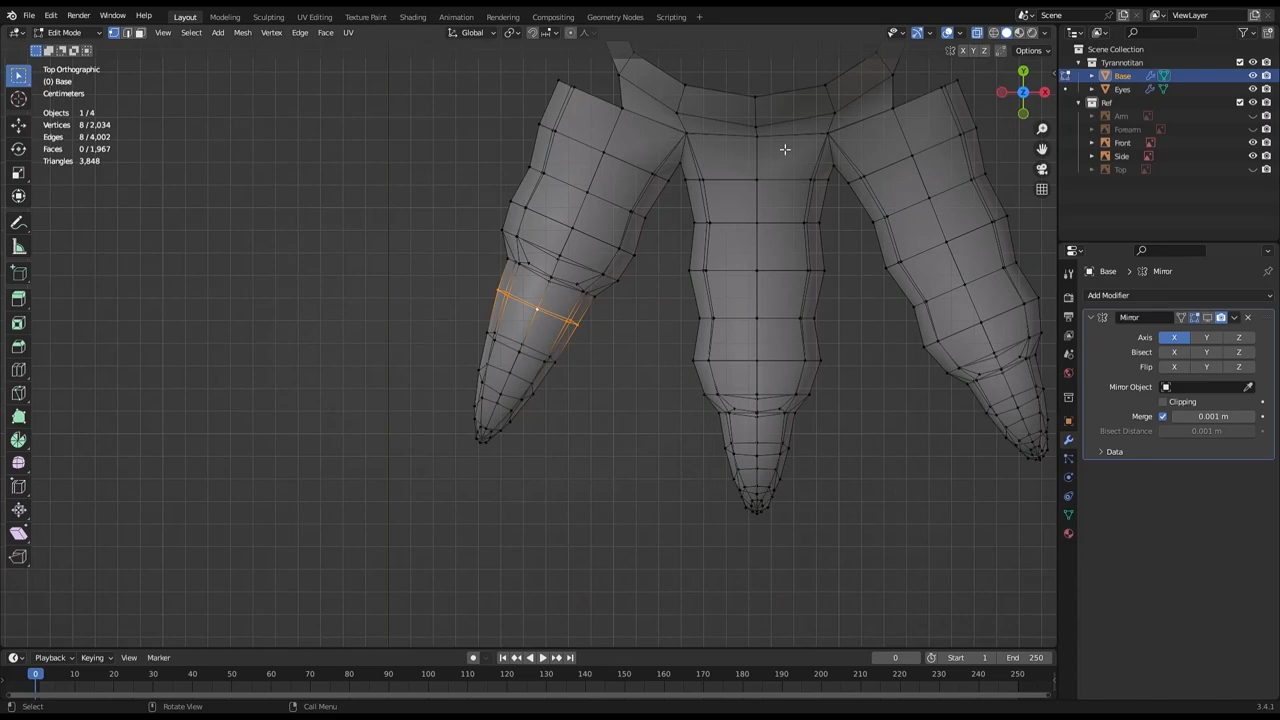 File Edit Render Window Help Layout Modeling Sculpting UV Editing Texture Paint Shading Animation Rendering Compositing Geometry Nodes Scripting + Scene ViewLayer
Edit Mode View Select Add Mesh Vertex Edge Face UV Global
X Y Z Options
Top Orthographic
(0) Base
Centimeters
Objects 1/4
Vertices 8 / 2,034
Edges 8 / 4,002
Faces 0 / 1,967
Triangles 3,848
Y
Z X
Scene Collection
Tyrannotitan
Base
Eyes
Ref
Arm
Forearm
Front
Side
Top
Base Mirror
Add Modifier
Mirror
Axis X Y Z
Bisect X Y Z
Flip X Y Z
Mirror Object
Clipping
Merge 0.001 m
Bisect Distance 0.001 m
Data
Playback Keying View Marker 0 Start 1 End 250
0 10 20 30 40 50 60 70 80 90 100 110 120 130 140 150 160 170 180 190 200 210 220 230 240 250
Select Rotate View Call Menu 3.4.1